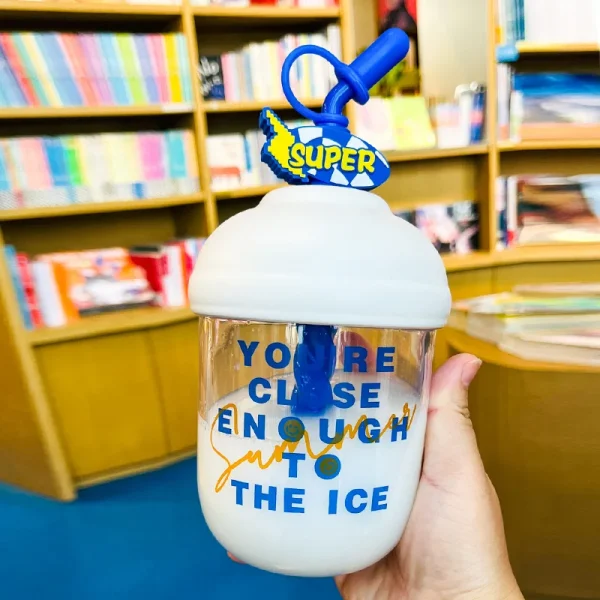 SUPER
YOU'RE
CLOSE
ENOUGH
Summer
TO
THE ICE